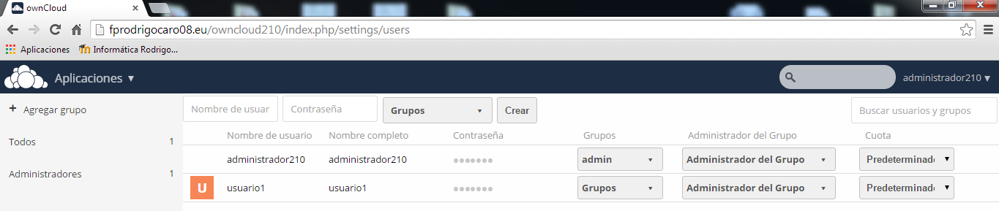 ownCloud
fprodrigocaro08.eu/owncloud210/index.php/settings/users
Aplicaciones Informática Rodrigo...
Aplicaciones administrador210
+ Agregar grupo Nombre de usuar Contraseña Grupos Crear Buscar usuarios y grupos
Nombre de usuario Nombre completo Contraseña Grupos Administrador del Grupo Cuota
Todos 1
administrador210 administrador210 admin Administrador del Grupo Predeterminado
Administradores 1
U usuario1 usuario1 Grupos Administrador del Grupo Predeterminado